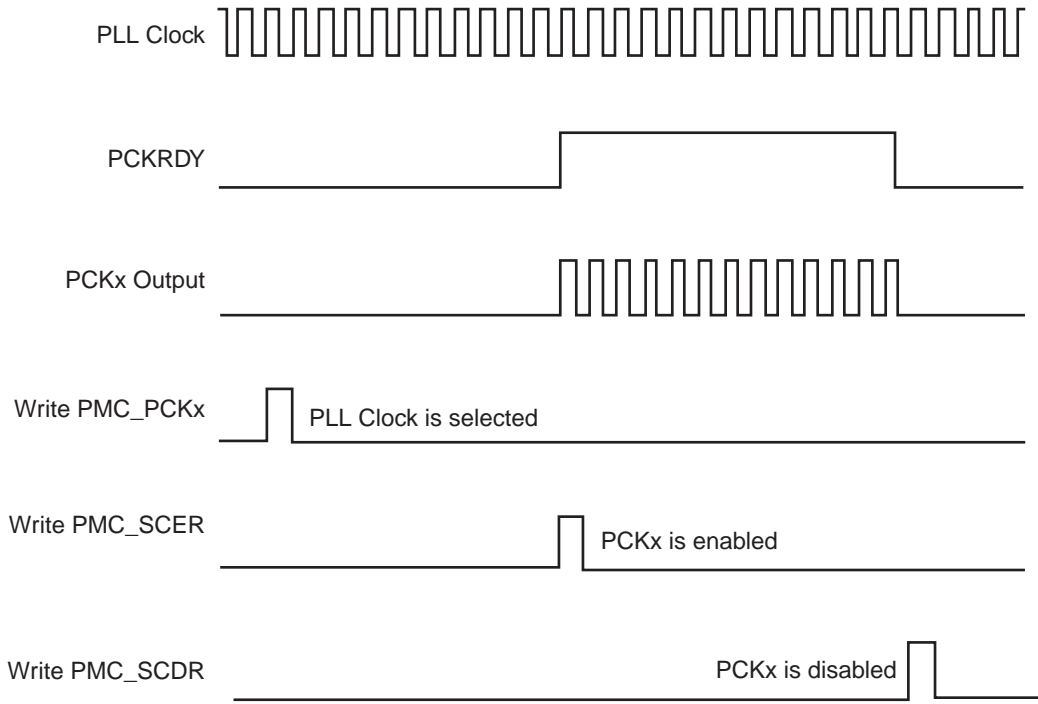 PLL Clock
PCKRDY
PCKx Output
Write PMC_PCKx
PLL Clock is selected
Write PMC_SCER
PCKx is enabled
Write PMC_SCDR
PCKx is disabled